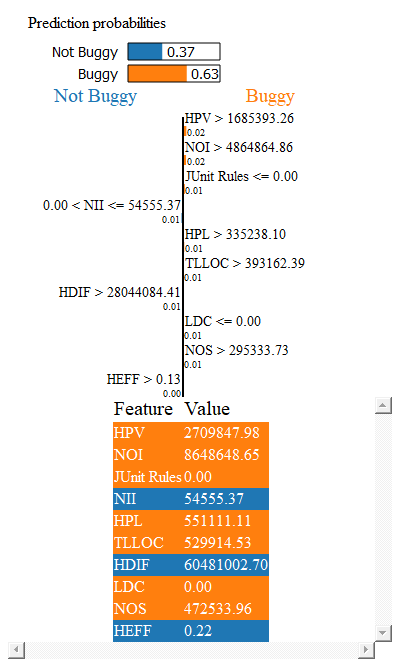 Prediction probabilities
Not Buggy 0.37
Buggy 0.63
Not Buggy Buggy
HPV > 1685393.26
0.02
NOI > 4864864.86
0.02
JUnit Rules <= 0.00
0.01
0.00 < NII <= 54555.37
0.01
HPL > 335238.10
0.01
TLLOC > 393162.39
0.01
HDIF > 28044084.41
0.01
LDC <= 0.00
0.01
NOS > 295333.73
0.01
HEFF > 0.13
0.00
Feature Value
HPV 2709847.98
NOI 8648648.65
JUnit Rules 0.00
NII 54555.37
HPL 551111.11
TLLOC 529914.53
HDIF 60481002.70
LDC 0.00
NOS 472533.96
HEFF 0.22